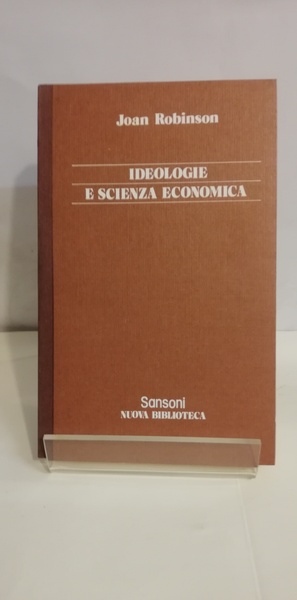 Joan Robinson
IDEOLOGIE
E SCIENZA ECONOMICA
Sansoni
NUOVA BIBLIOTECA